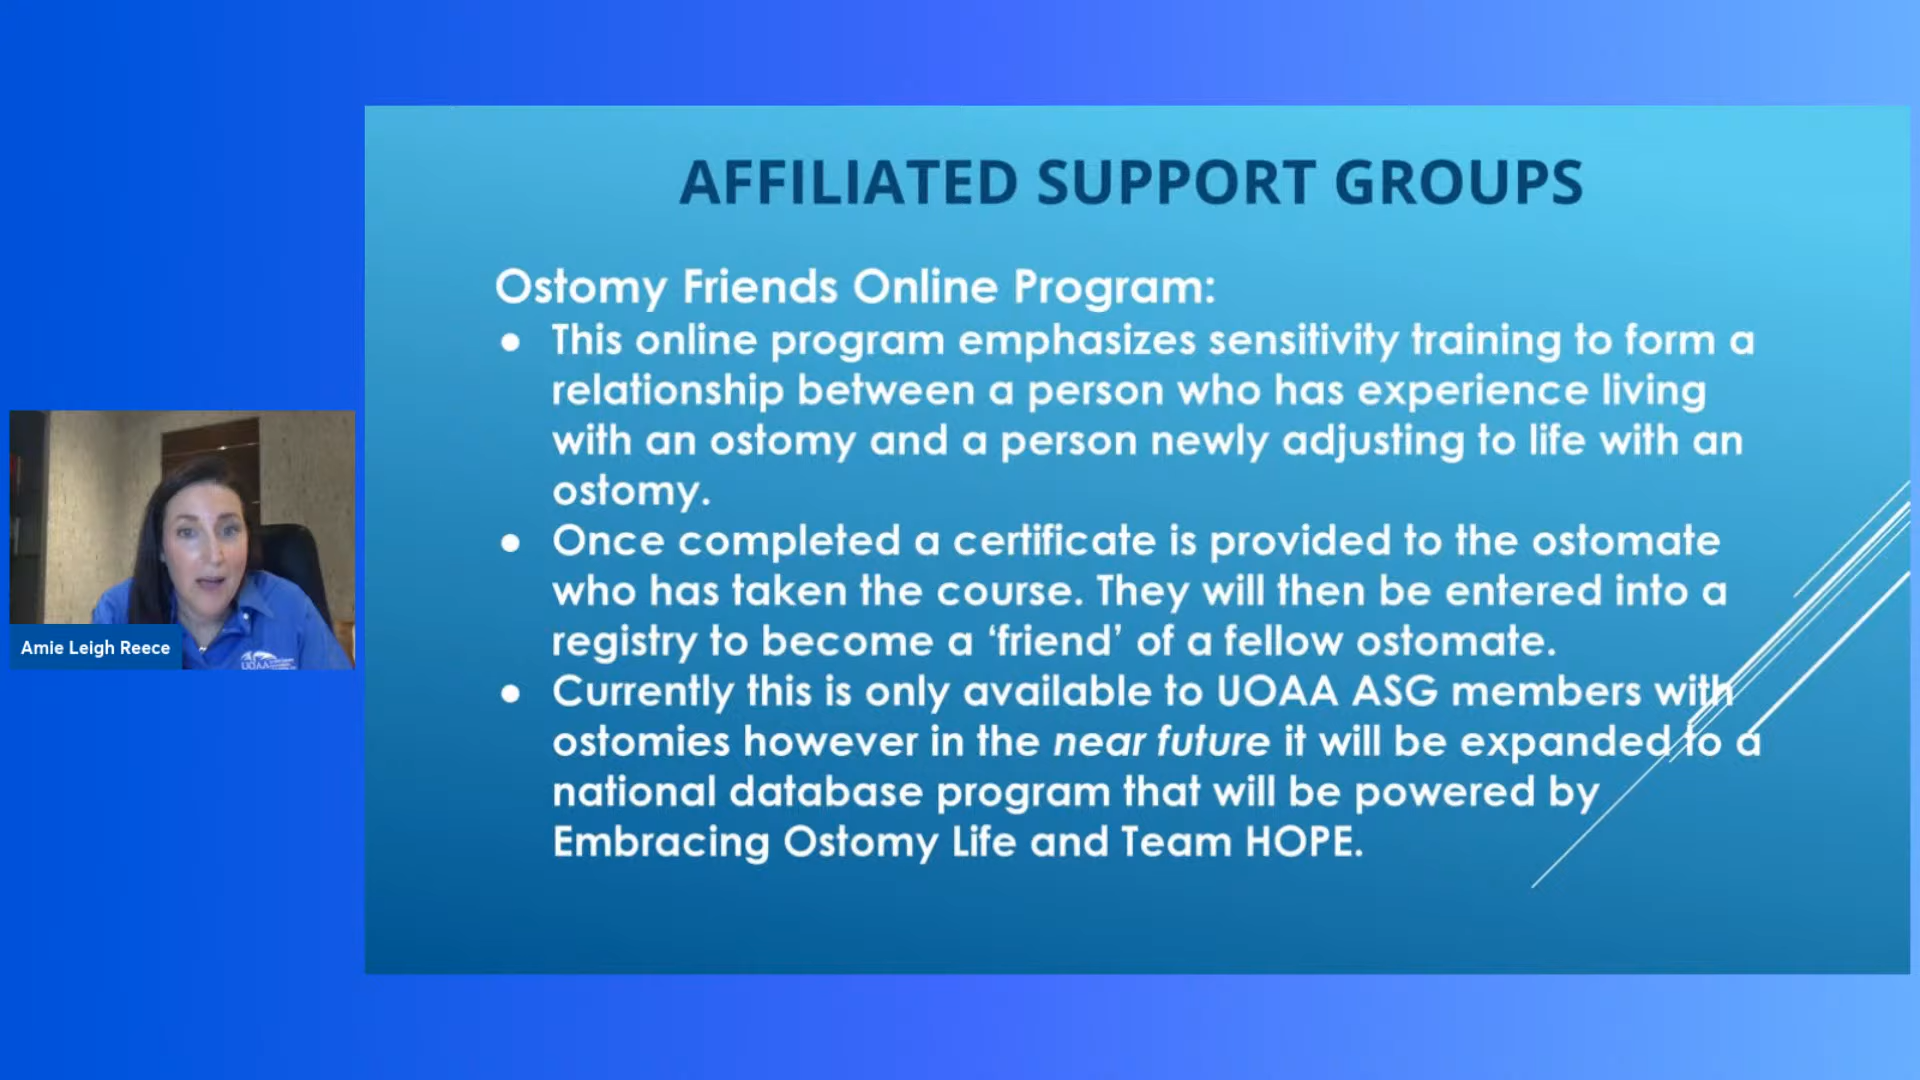 AFFILIATED SUPPORT GROUPS
Ostomy Friends Online Program:
● This online program emphasizes sensitivity training to form a
relationship between a person who has experience living
with an ostomy and a person newly adjusting to life with an
ostomy.
● Once completed a certificate is provided to the ostomate
who has taken the course. They will then be entered into a
registry to become a ‘friend’ of a fellow ostomate.
● Currently this is only available to UOAA ASG members with
ostomies however in the near future it will be expanded to a
national database program that will be powered by
Embracing Ostomy Life and Team HOPE.
Amie Leigh Reece
UOAA